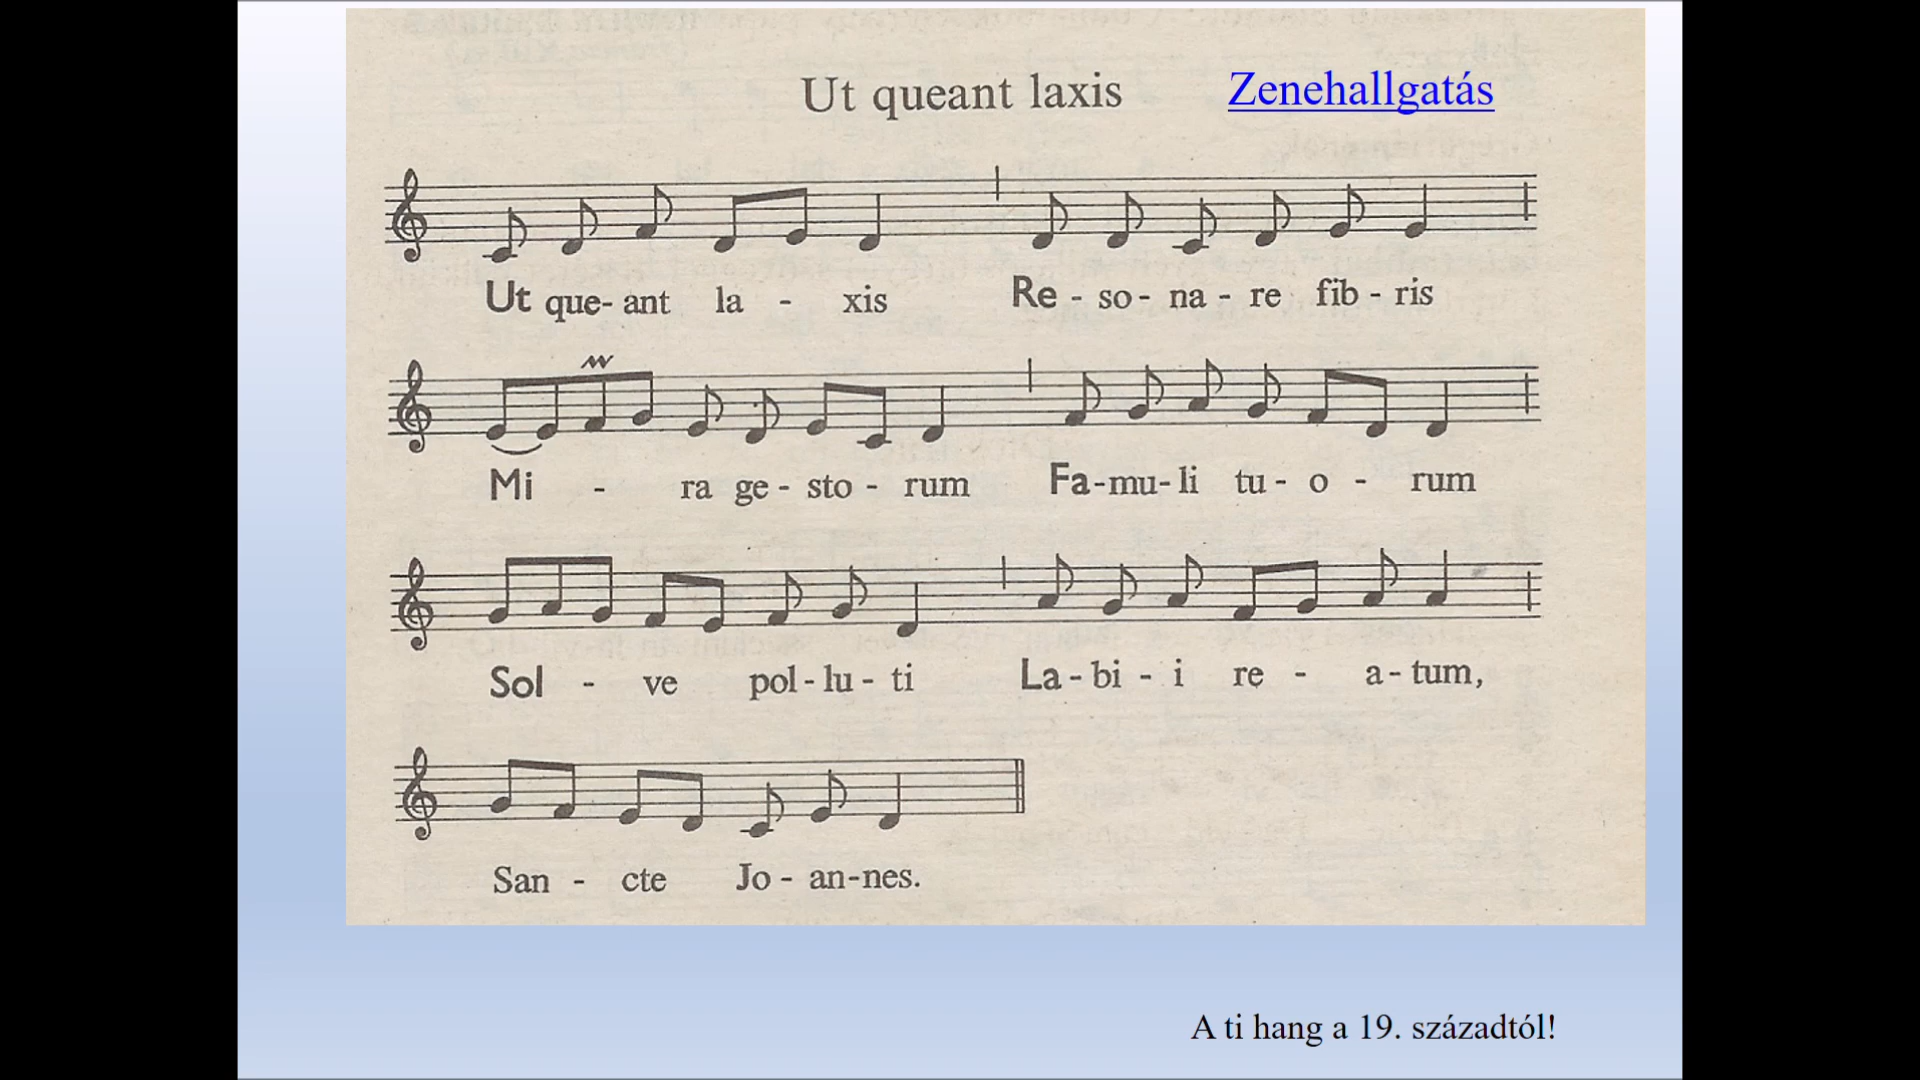 Ut queant laxis Zenehallgatás
Ut que- ant la - xis Re - so - na - re fib - ris
Mi - ra ge - sto - rum Fa - mu - li tu - o - rum
Sol - ve pol - lu - ti La - bi - i re - a - tum,
San - cte Jo - an - nes.
A ti hang a 19. századtól!